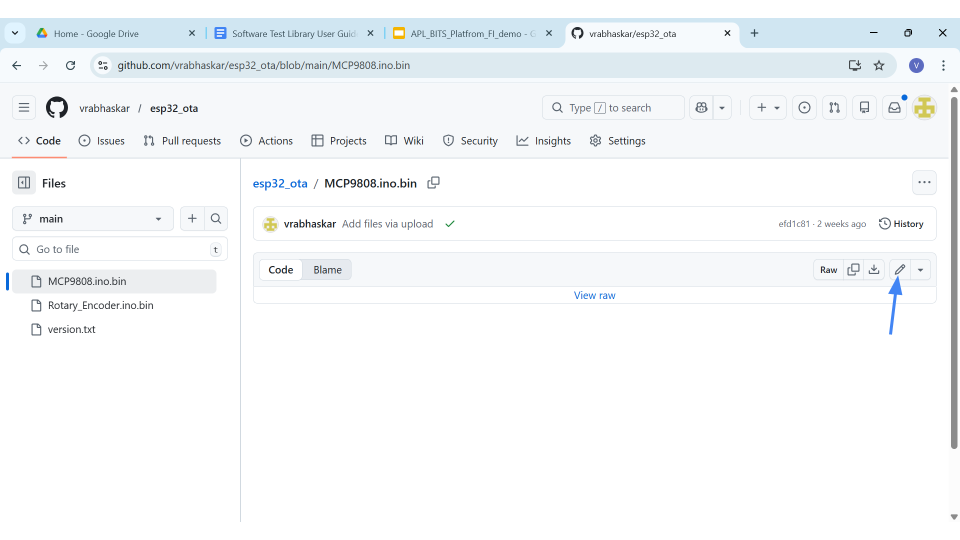 Home - Google Drive
Software Test Library User Guid
APL_BITS_Platfrom_FI_demo - G
vrabhaskar/esp32_ota
github.com/vrabhaskar/esp32_ota/blob/main/MCP9808.ino.bin
V
vrabhaskar / esp32_ota
Type / to search
Code
Issues
Pull requests
Actions
Projects
Wiki
Security
Insights
Settings
Files
main
Go to file
t
MCP9808.ino.bin
Rotary_Encoder.ino.bin
version.txt
esp32_ota / MCP9808.ino.bin
vrabhaskar Add files via upload
efd1c81 · 2 weeks ago
History
Code
Blame
Raw
View raw